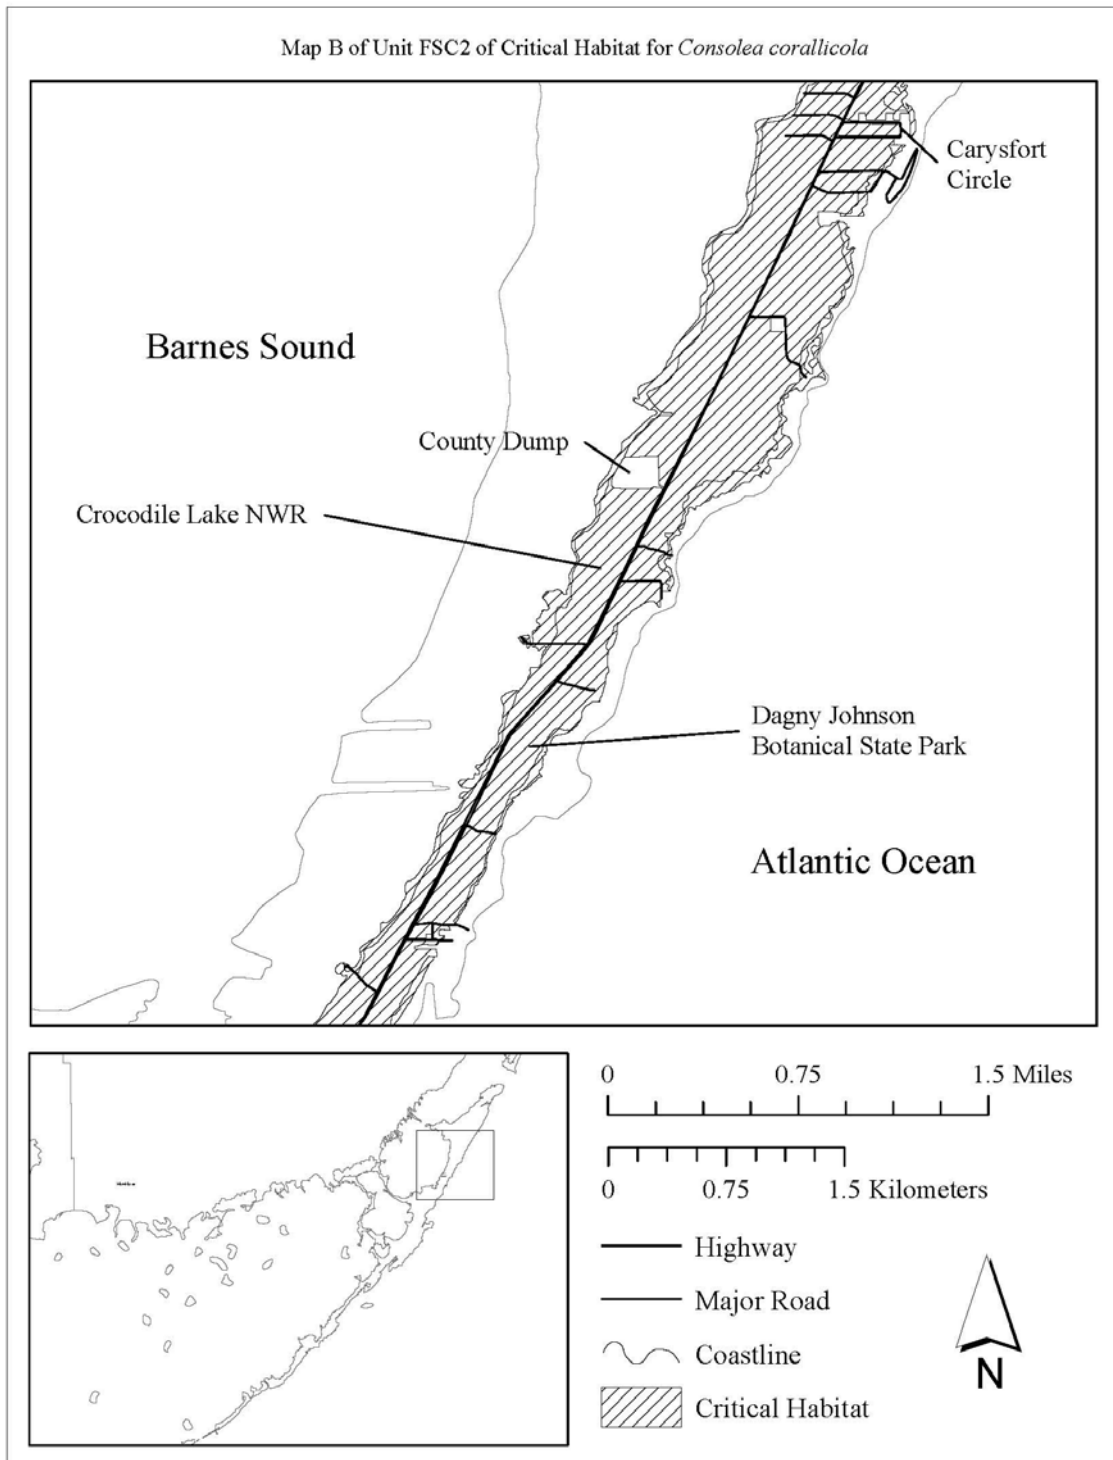 Map B of Unit FSC2 of Critical Habitat for Consolea corallicola
Carysfort
Circle
Barnes Sound
County Dump
Crocodile Lake NWR
Dagny Johnson
Botanical State Park
Atlantic Ocean
0 0.75 1.5 Miles
0 0.75 1.5 Kilometers
Highway
Major Road
Coastline
Critical Habitat
N